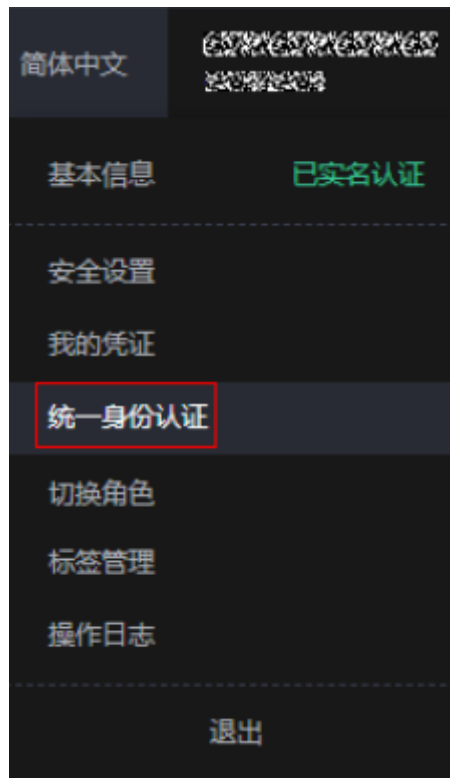 简体中文
基本信息 已实名认证
安全设置
我的凭证
统一身份认证
切换角色
标签管理
操作日志
退出